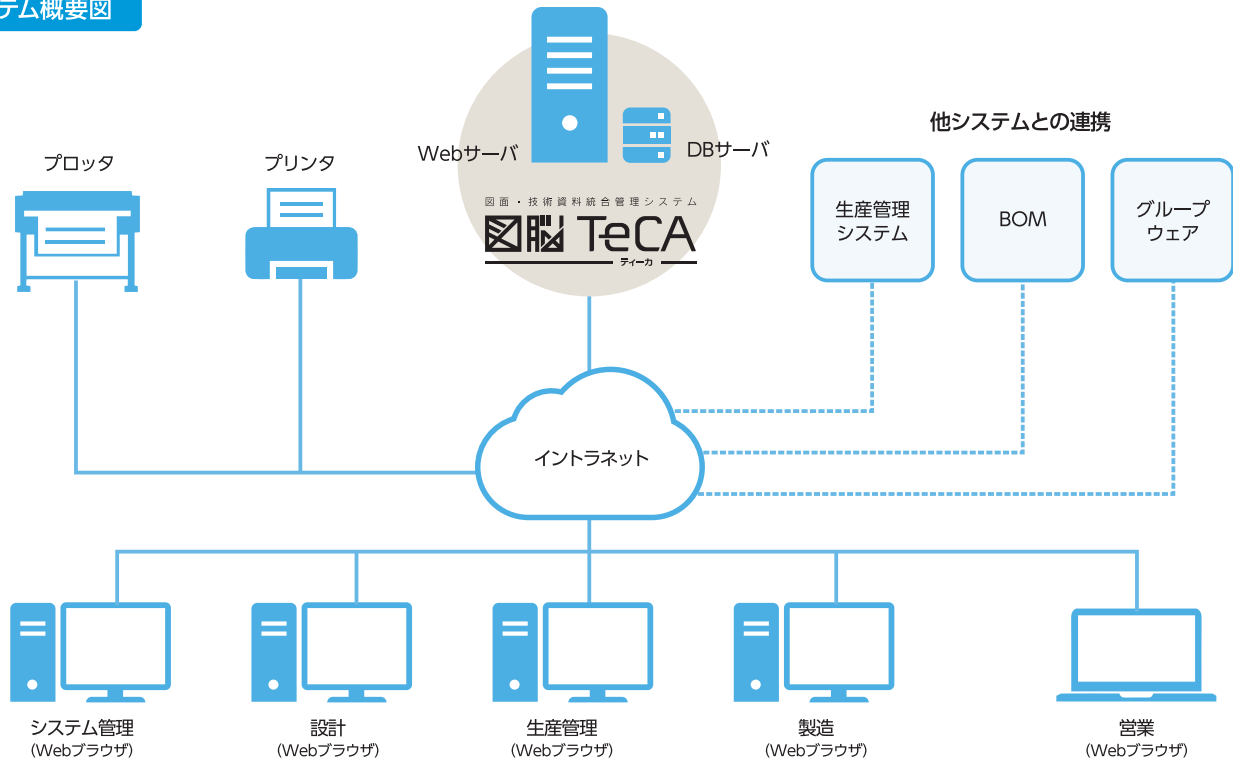 テム概要図
Webサーバ
DBサーバ
図面・技術資料統合管理システム
図脳 TeCA
ティーカ
プロッタ
プリンタ
他システムとの連携
生産管理
システム
BOM
グループ
ウェア
イントラネット
システム管理
(Webブラウザ)
設計
(Webブラウザ)
生産管理
(Webブラウザ)
製造
(Webブラウザ)
営業
(Webブラウザ)